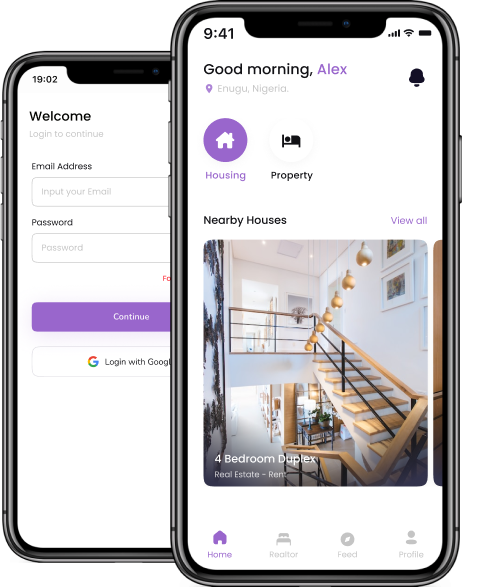 19:02
Welcome
Login to continue
Email Address
Input your Email
Password
Password
Continue
Login with
9:41
Good morning, Alex
Enugu, Nigeria.
Housing
Property
Nearby Houses
View all
4 Bedroom Duplex
Real Estate - Rent
Home
Realtor
Feed
Profile